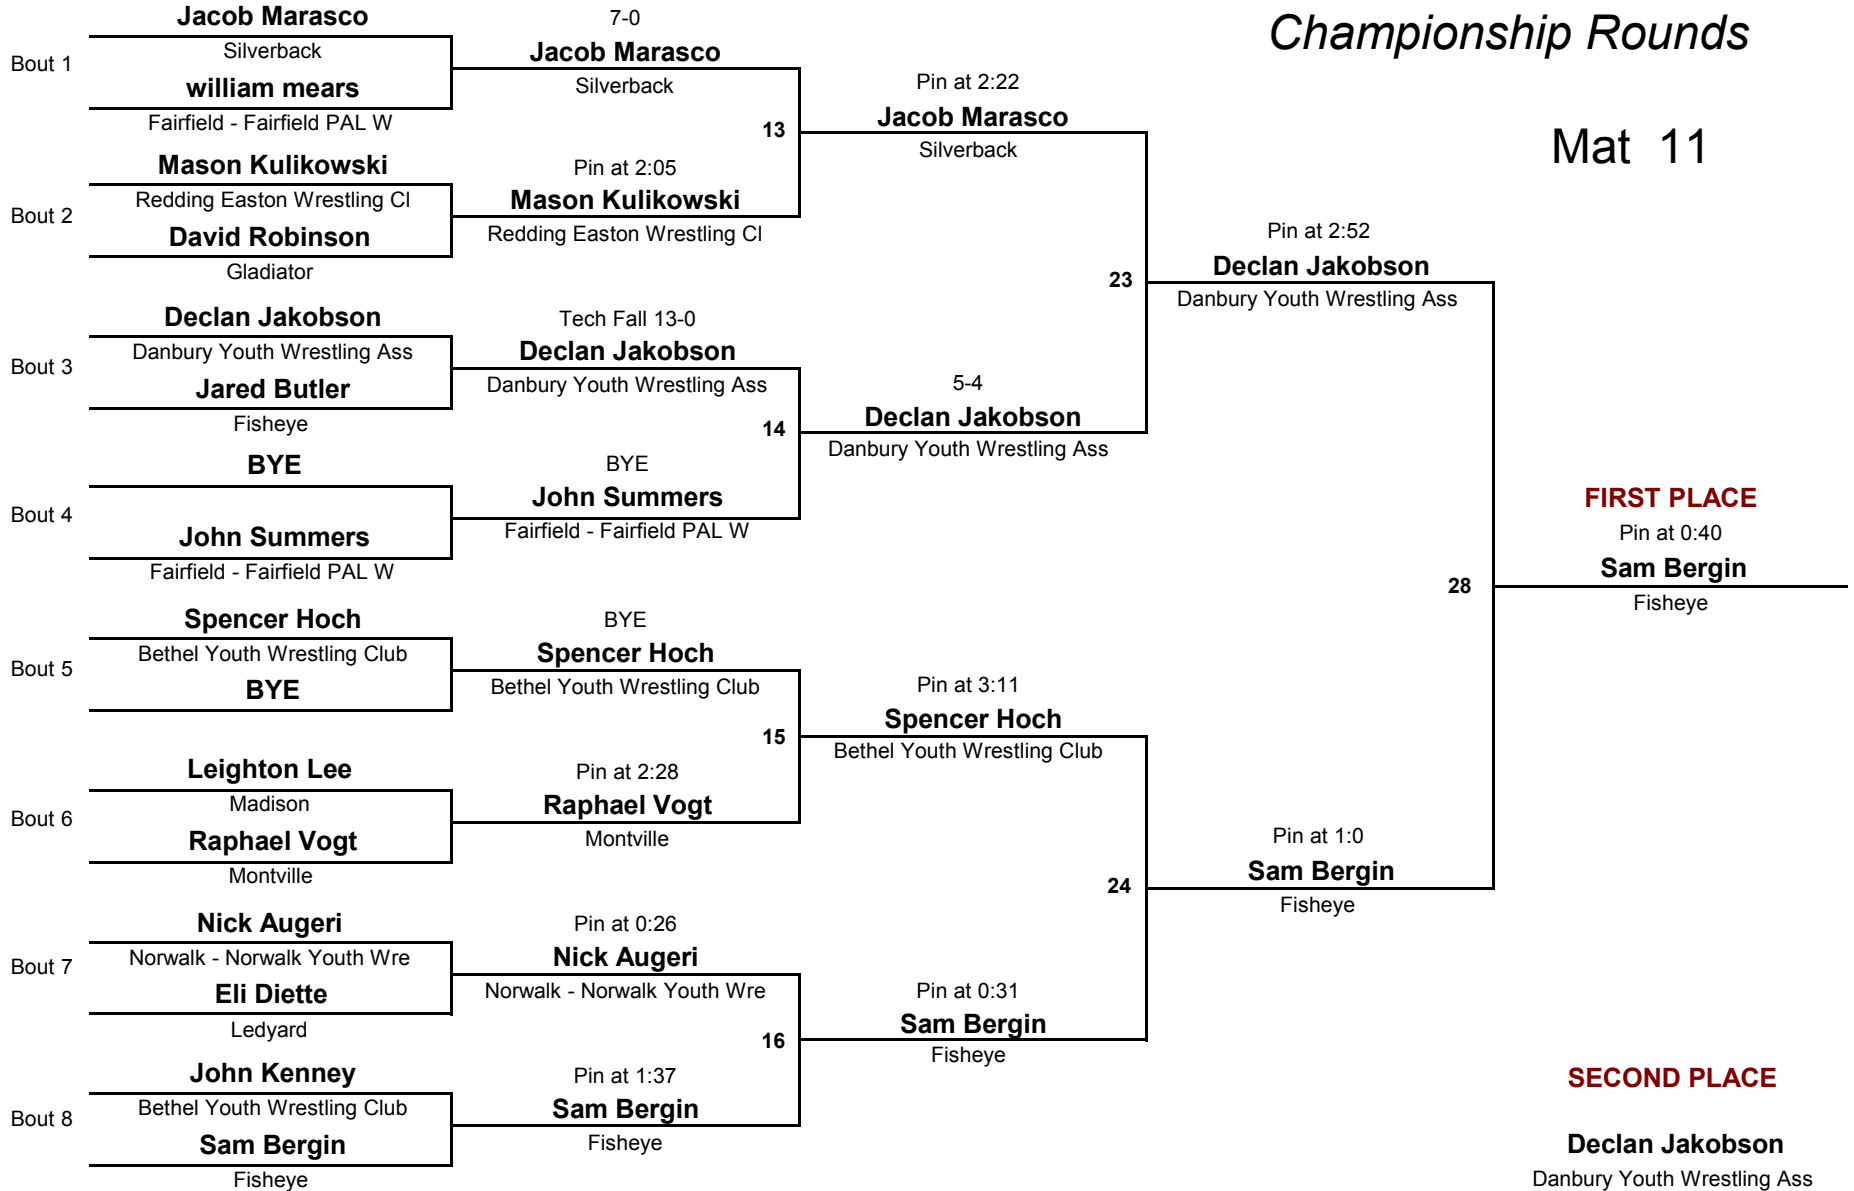 Championship Rounds
Mat 11
Jacob Marasco
Bout 1
Silverback
william mears
Fairfield - Fairfield PAL W
Mason Kulikowski
Bout 2
Redding Easton Wrestling Cl
David Robinson
Gladiator
Declan Jakobson
Bout 3
Danbury Youth Wrestling Ass
Jared Butler
Fisheye
BYE
Bout 4
John Summers
Fairfield - Fairfield PAL W
Spencer Hoch
Bout 5
Bethel Youth Wrestling Club
BYE
Leighton Lee
Bout 6
Madison
Raphael Vogt
Montville
Nick Augeri
Bout 7
Norwalk - Norwalk Youth Wre
Eli Diette
Ledyard
John Kenney
Bout 8
Bethel Youth Wrestling Club
Sam Bergin
Fisheye
7-0
Jacob Marasco
Silverback
13
Pin at 2:05
Mason Kulikowski
Redding Easton Wrestling Cl
Tech Fall 13-0
Declan Jakobson
Danbury Youth Wrestling Ass
14
BYE
John Summers
Fairfield - Fairfield PAL W
BYE
Spencer Hoch
Bethel Youth Wrestling Club
15
Pin at 2:28
Raphael Vogt
Montville
Pin at 0:26
Nick Augeri
Norwalk - Norwalk Youth Wre
16
Pin at 1:37
Sam Bergin
Fisheye
Pin at 2:22
Jacob Marasco
Silverback
23
5-4
Declan Jakobson
Danbury Youth Wrestling Ass
Pin at 3:11
Spencer Hoch
Bethel Youth Wrestling Club
24
Pin at 0:31
Sam Bergin
Fisheye
Pin at 2:52
Declan Jakobson
Danbury Youth Wrestling Ass
28
Pin at 1:0
Sam Bergin
Fisheye
FIRST PLACE
Pin at 0:40
Sam Bergin
Fisheye
SECOND PLACE
Declan Jakobson
Danbury Youth Wrestling Ass